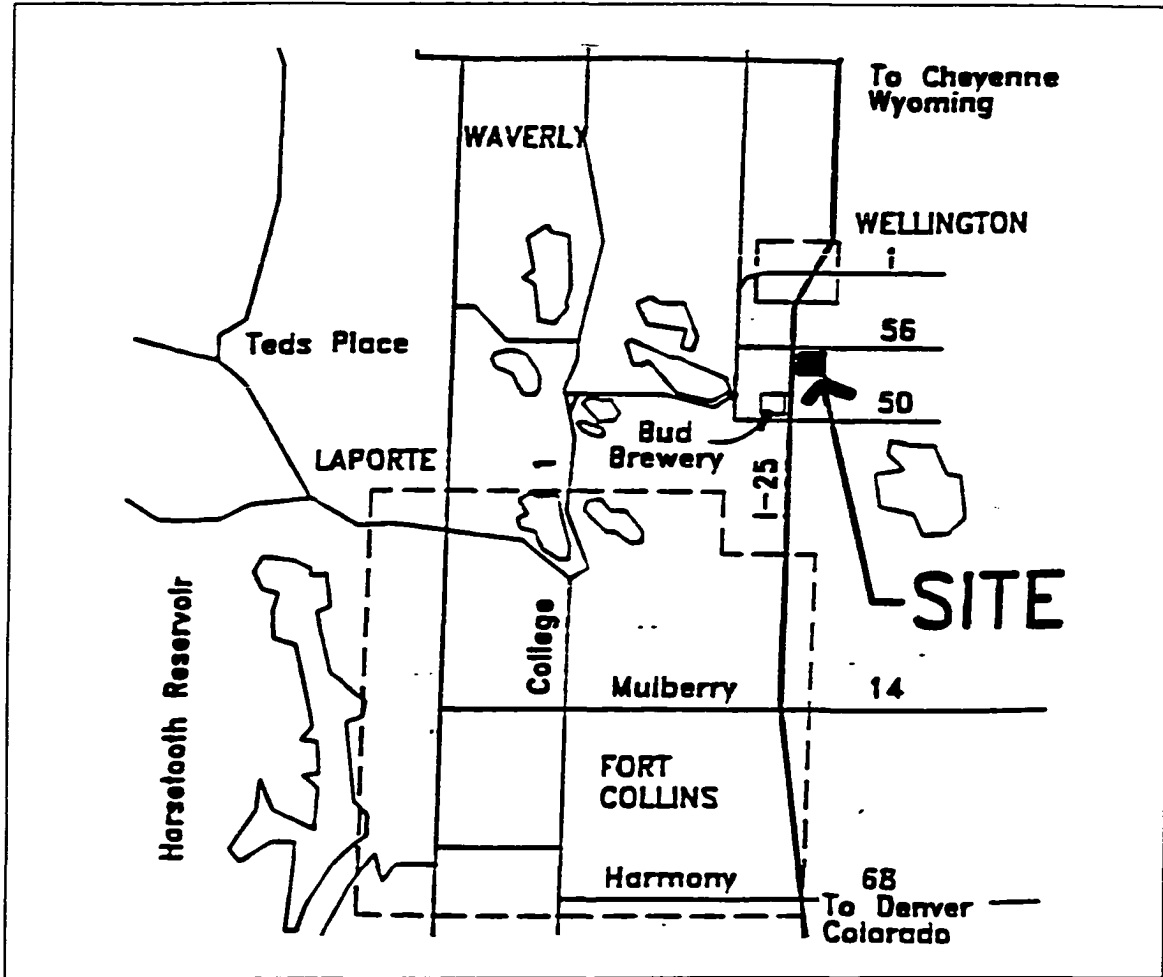 To Cheyenne
Wyoming
WAVERLY
WELLINGTON
1
56
Teds Place
50
Bud
Brewery
LAPORTE
1
I-25
SITE
Horsetooth Reservoir
College
Mulberry
14
FORT
COLLINS
Harmony
68
To Denver
Colorado